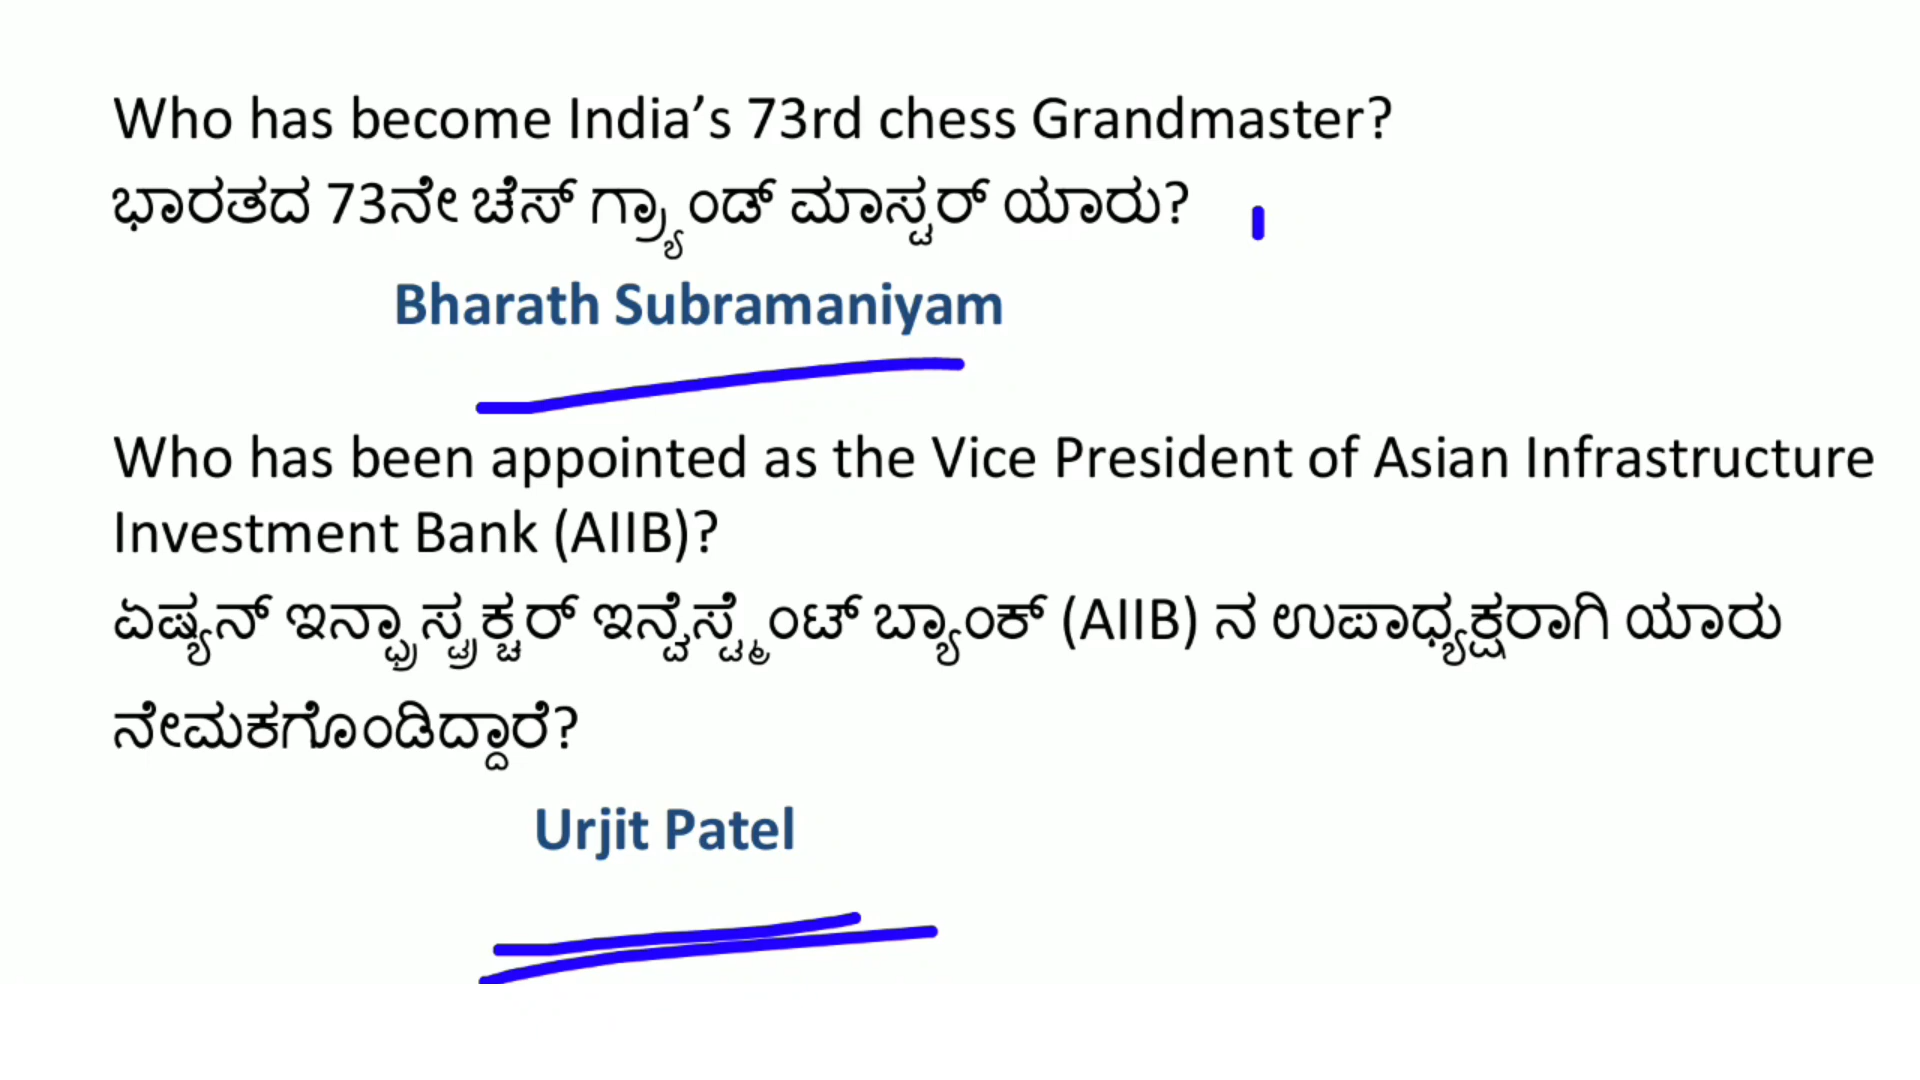 Who has become India’s 73rd chess Grandmaster?
ಭಾರತದ 73ನೇ ಚೆಸ್ ಗ್ರ್ಯಾಂಡ್ ಮಾಸ್ಟರ್ ಯಾರು?
Bharath Subramaniyam
Who has been appointed as the Vice President of Asian Infrastructure
Investment Bank (AIIB)?
ಏಷ್ಯನ್ ಇನ್ಫ್ರಾಸ್ಟ್ರಕ್ಚರ್ ಇನ್ವೆಸ್ಟ್ಮೆಂಟ್ ಬ್ಯಾಂಕ್ (AIIB) ನ ಉಪಾಧ್ಯಕ್ಷರಾಗಿ ಯಾರು
ನೇಮಕಗೊಂಡಿದ್ದಾರೆ?
Urjit Patel